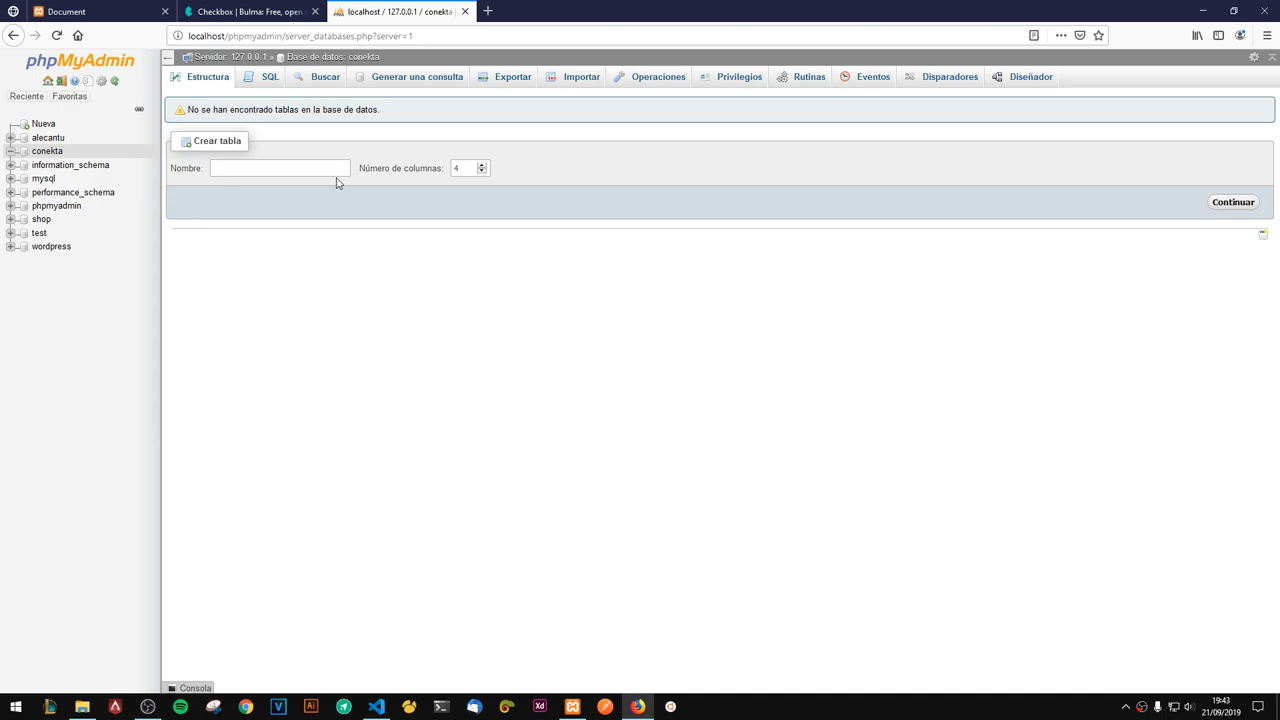 Document
Checkbox | Bulma: Free, open s
localhost / 127.0.0.1 / conekta
localhost/phpmyadmin/server_databases.php?server=1
phpMyAdmin
Reciente Favoritas
Nueva
alecantu
conekta
information_schema
mysql
performance_schema
phpmyadmin
shop
test
wordpress
Servidor: 127.0.0.1 » Base de datos: conekta
Estructura SQL Buscar Generar una consulta Exportar Importar Operaciones Privilegios Rutinas Eventos Disparadores Diseñador
No se han encontrado tablas en la base de datos.
Crear tabla
Nombre: Número de columnas: 4
Continuar
Consola
Ai Xd
19:43
21/09/2019